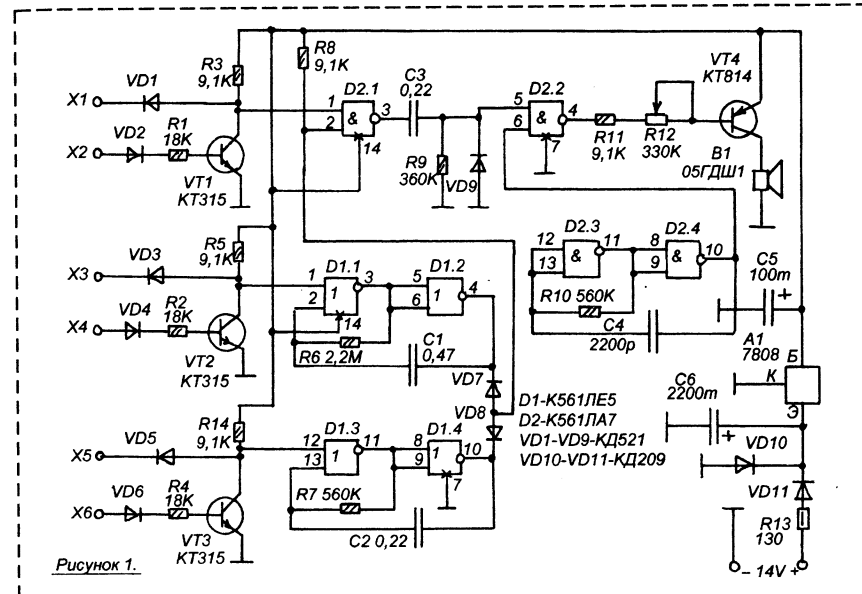 R3
9,1K
R8
9,1K
VT4
КТ814
VD1
C3
0,22
D2.1
D2.2
X1
1
2
&
3
5
6
&
4
VD2
R1
18K
X2
14
R9
360K
VD9
7
R11
9,1K
R12
330K
B1
05ГДШ1
VT1
КТ315
R5
9,1K
VD3
D2.3
D2.4
12
13
&
11
8
9
&
10
X3
D1.1
D1.2
1
2
1
3
5
6
1
4
C5
100m
+
VD4
R2
18K
X4
14
R10 560K
C4
2200p
A1
7808
Б
К
Э
VT2
КТ315
R6 2,2M
C1
0,47
VD7
C6
2200m
+
R14
9,1K
VD8
D1-К561ЛЕ5
D2-К561ЛА7
VD1-VD9-КД521
VD10-VD11-КД209
VD5
D1.3
D1.4
X5
12
13
1
11
8
9
1
10
VD10
VD6
R4
18K
X6
R7 560K
7
VD11
R13
130
VT3
КТ315
C2 0,22
Рисунок 1.
– 14V +